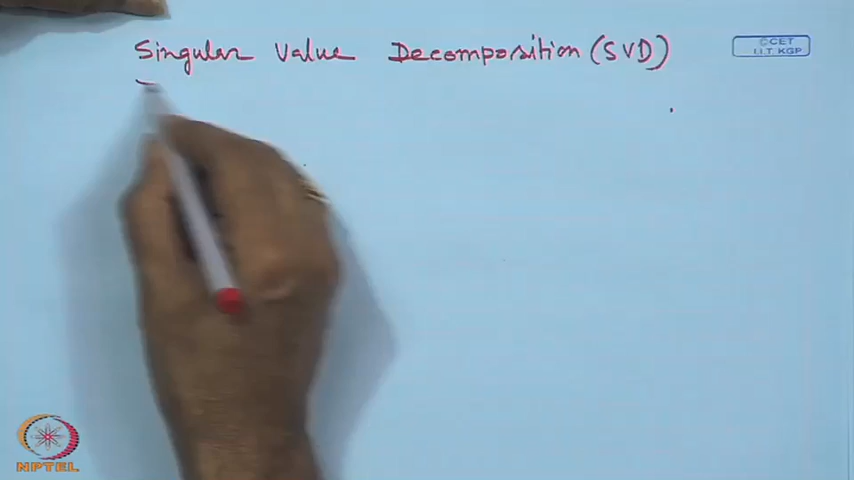 Singular Value Decomposition (SVD)
© CET
I.I.T. KGP
NPTEL